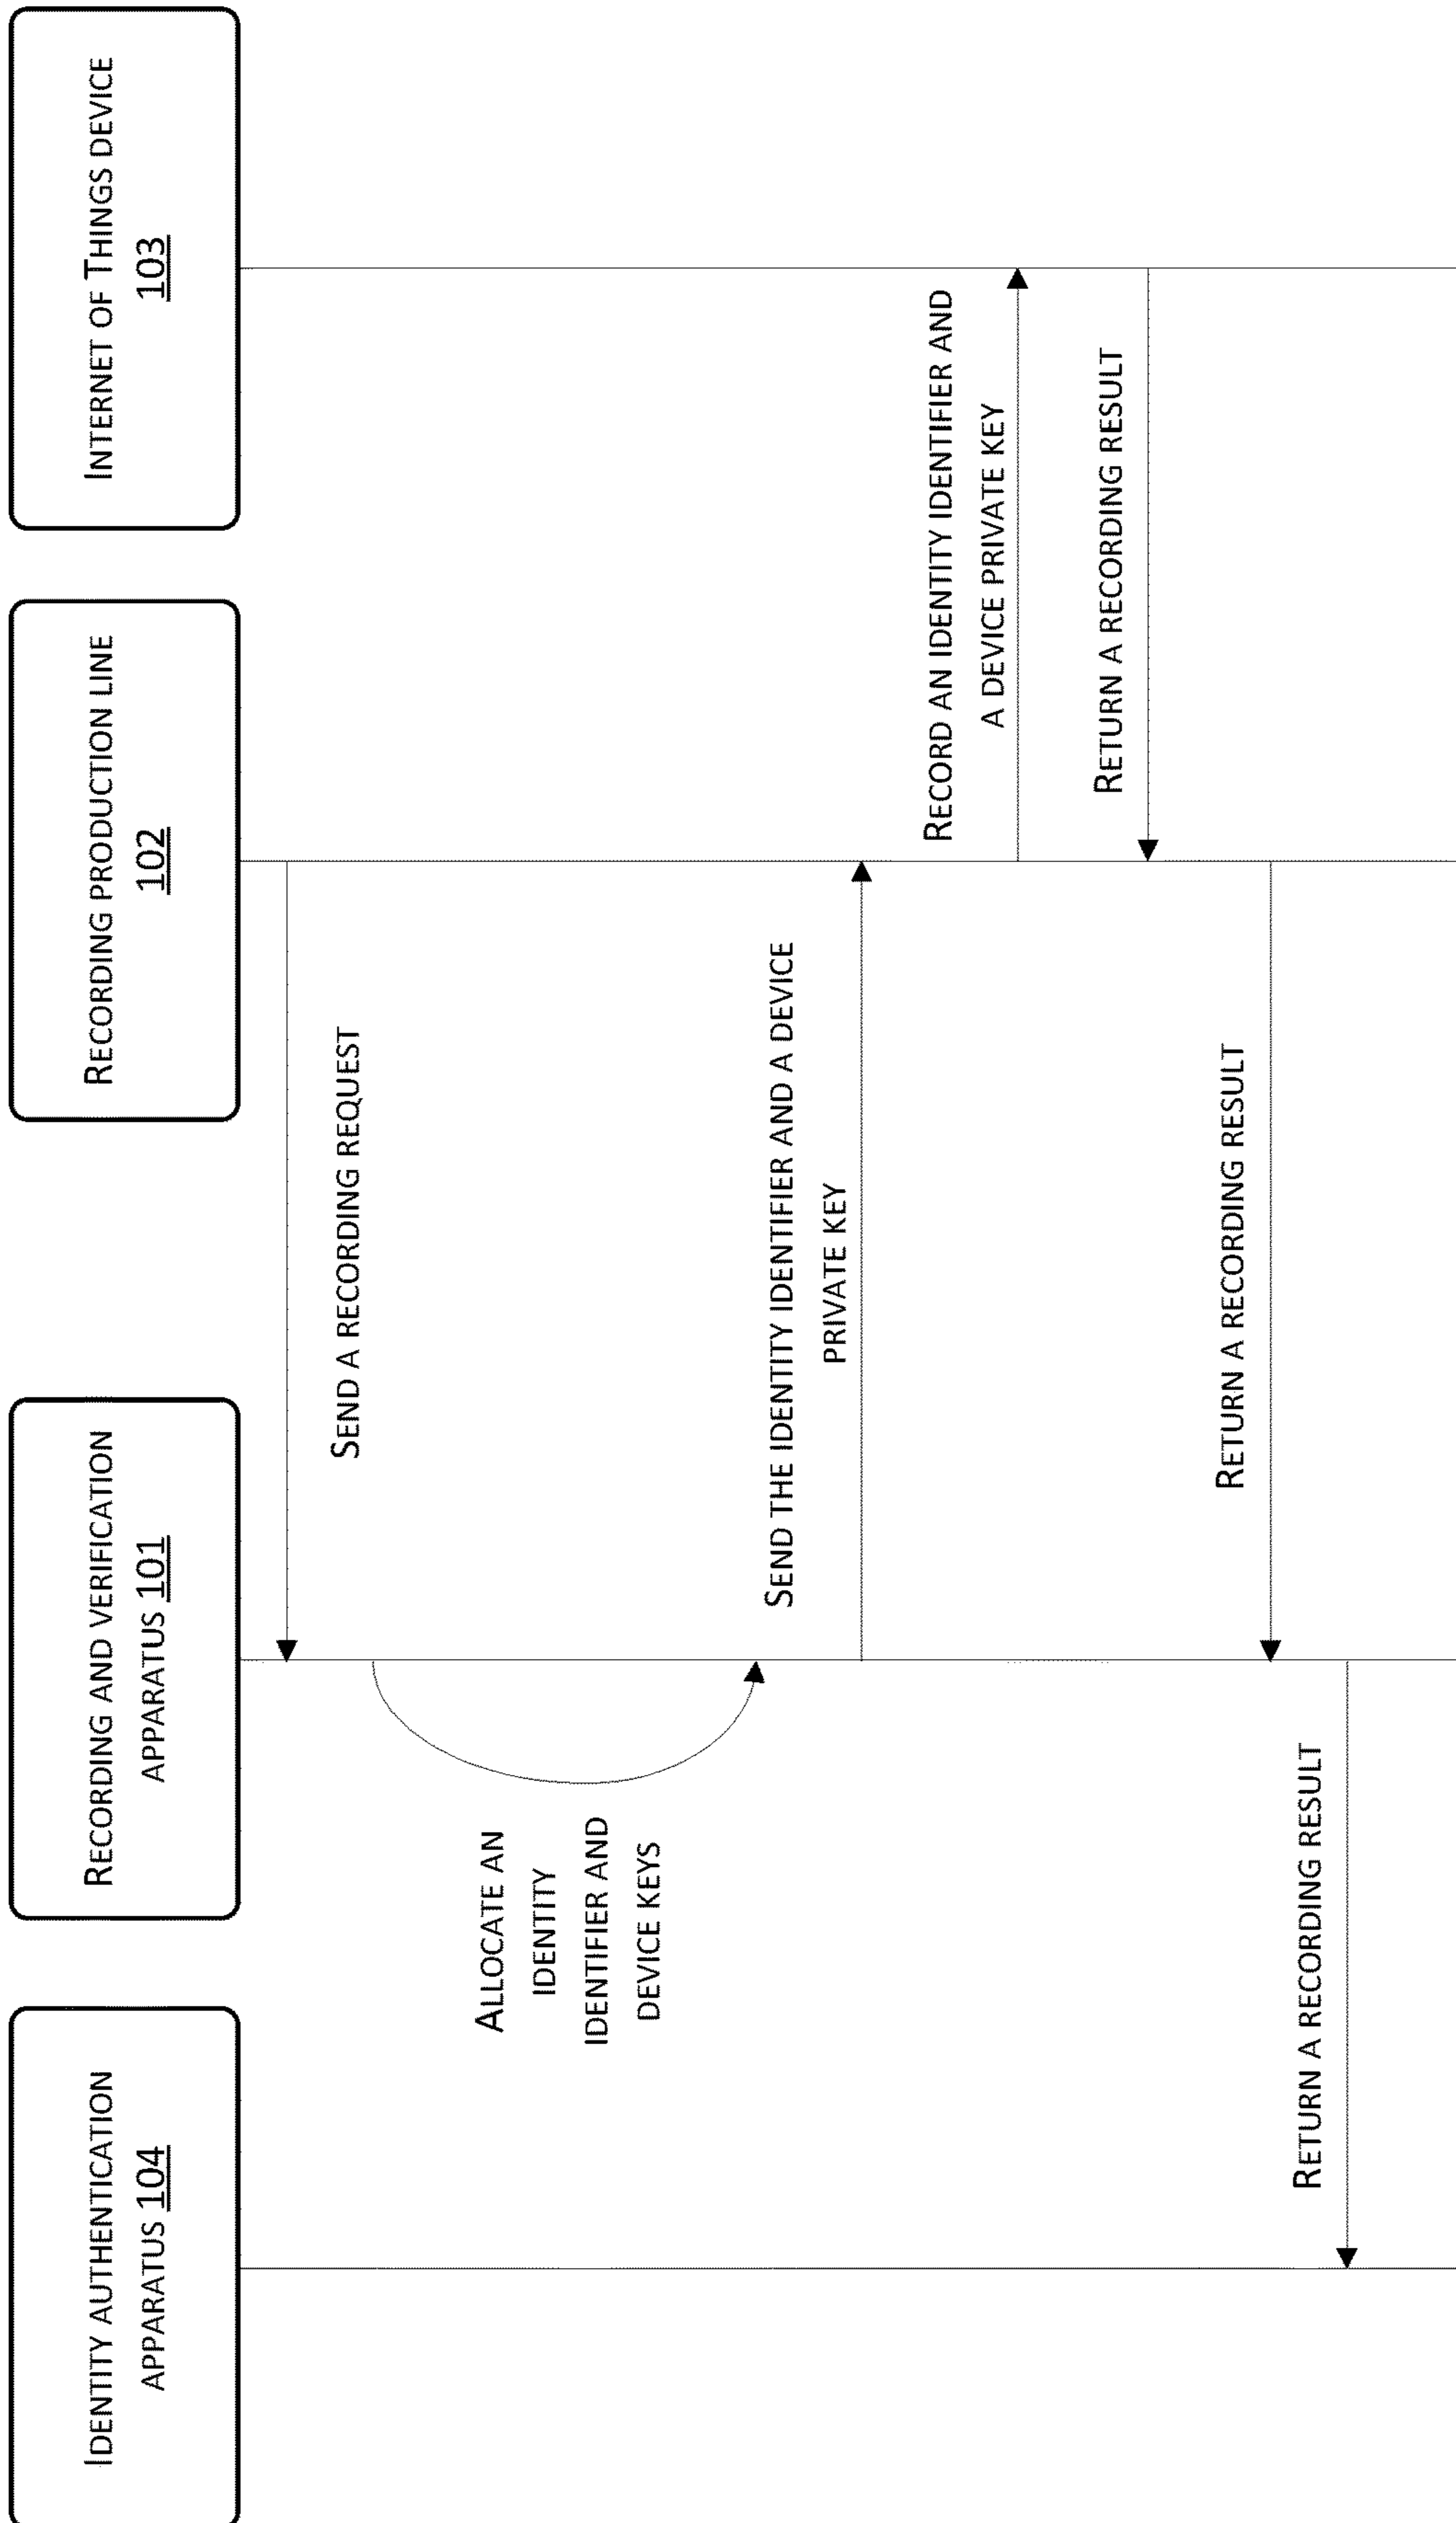 IDENTITY AUTHENTICATION
APPARATUS 104
RECORDING AND VERIFICATION
APPARATUS 101
RECORDING PRODUCTION LINE
102
INTERNET OF THINGS DEVICE
103
SEND A RECORDING REQUEST
ALLOCATE AN
IDENTITY
IDENTIFIER AND
DEVICE KEYS
SEND THE IDENTITY IDENTIFIER AND A DEVICE
PRIVATE KEY
RECORD AN IDENTITY IDENTIFIER AND
A DEVICE PRIVATE KEY
RETURN A RECORDING RESULT
RETURN A RECORDING RESULT
RETURN A RECORDING RESULT